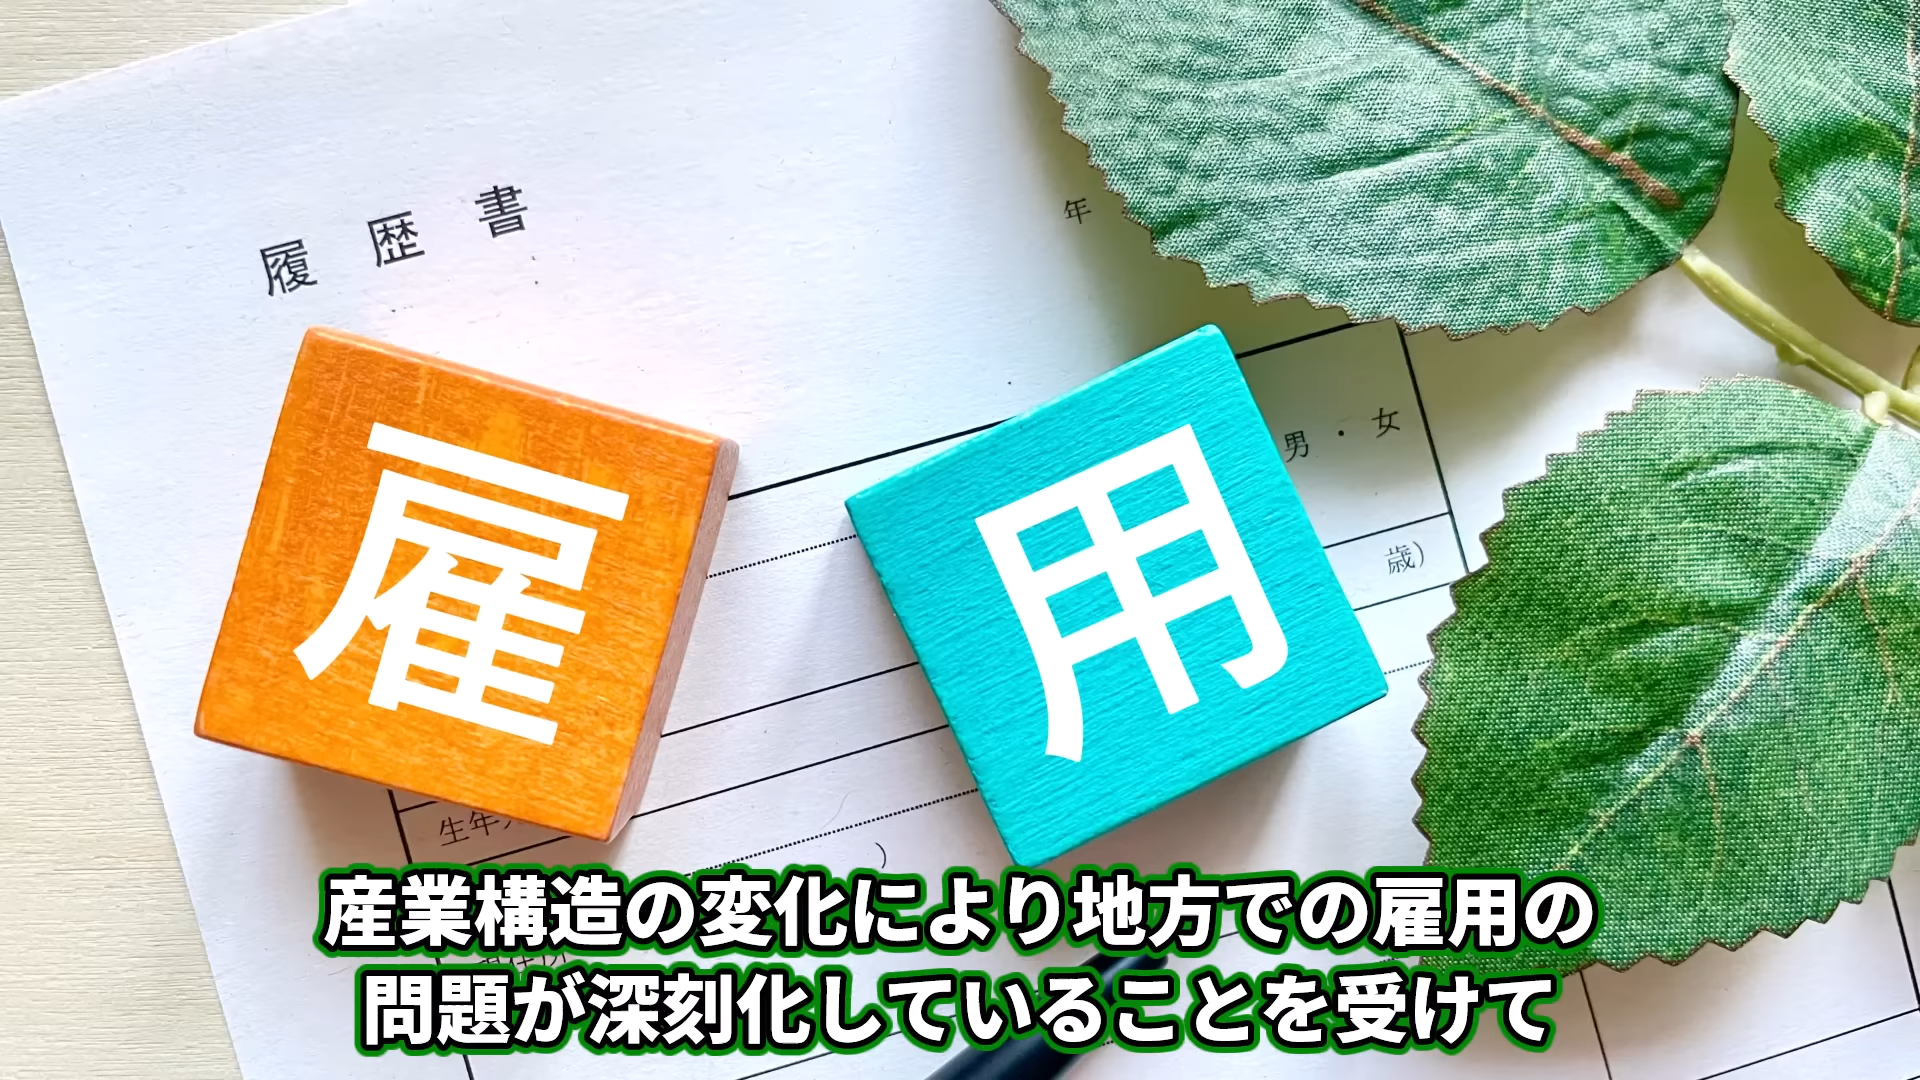 履歴書
年
雇用
男・女
歳)
生年
)
産業構造の変化により地方での雇用の
問題が深刻化していることを受けて